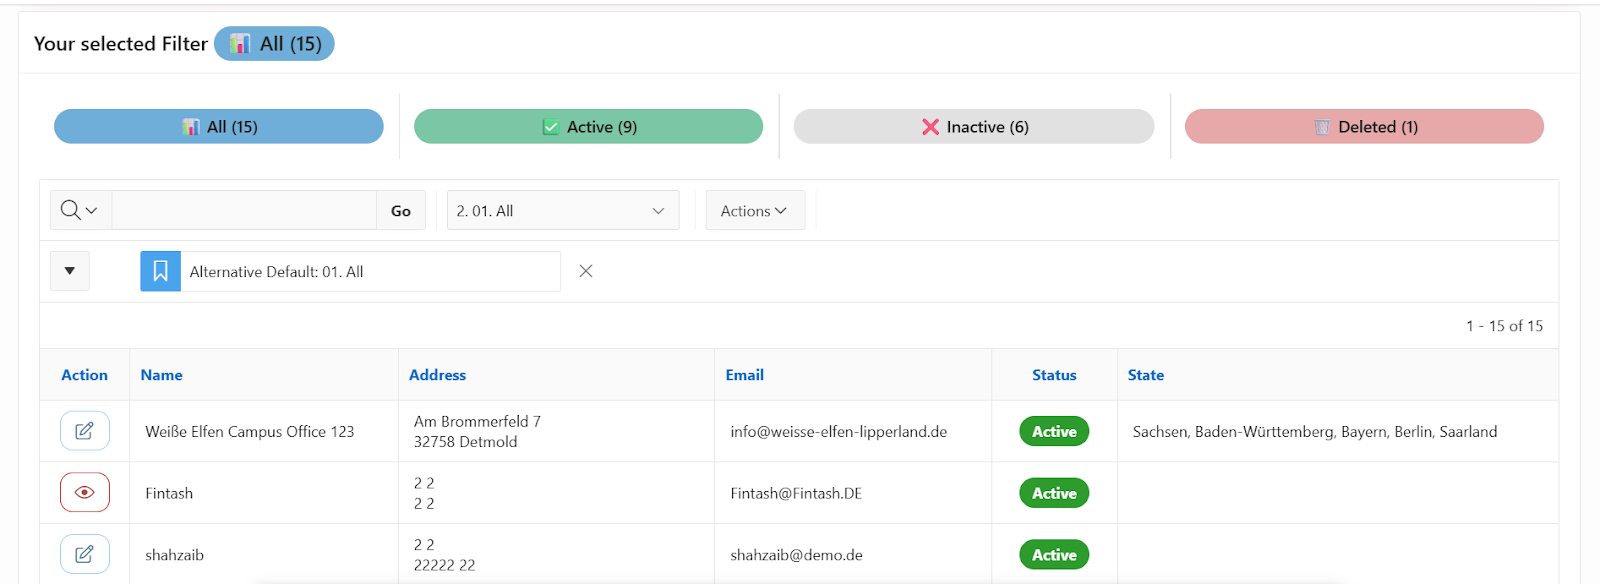 Your selected Filter All (15)
All (15) Active (9) Inactive (6) Deleted (1)
Go 2. 01. All Actions
Alternative Default: 01. All
1 - 15 of 15
Action Name Address Email Status State
Weiße Elfen Campus Office 123 Am Brommerfeld 7 info@weisse-elfen-lipperland.de Active Sachsen, Baden-Württemberg, Bayern, Berlin, Saarland
32758 Detmold
Fintash 2 2 Fintash@Fintash.DE Active
2 2
shahzaib 2 2 shahzaib@demo.de Active
22222 22